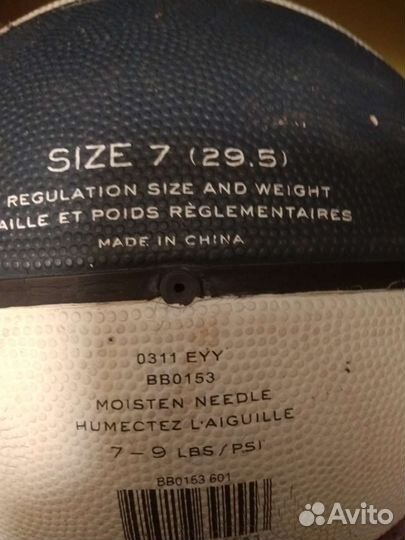 SIZE 7 (29.5)
REGULATION SIZE AND WEIGHT
AILLE ET POIDS RÈGLEMENTAIRES
MADE IN CHINA
0311 EYY
BB0153
MOISTEN NEEDLE
HUMECTEZ L'AIGUILLE
7 – 9 LBS/PSI
BB0153 601
Avito